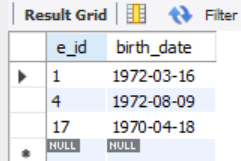 Result Grid Filter
e_id birth_date
1 1972-03-16
4 1972-08-09
17 1970-04-18
NULL NULL